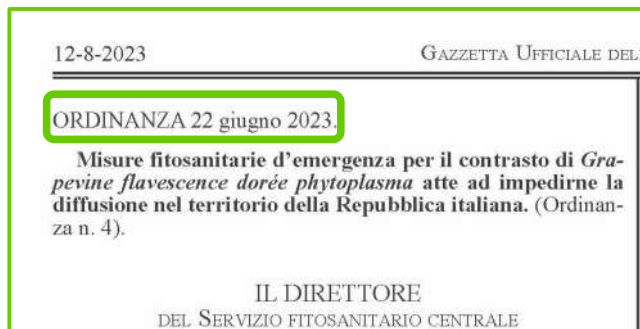 12-8-2023 GAZZETTA UFFICIALE DEL
ORDINANZA 22 giugno 2023.
Misure fitosanitarie d'emergenza per il contrasto di Gra-
pevine flavescence dorée phytoplasma atte ad impedirne la
diffusione nel territorio della Repubblica italiana. (Ordinan-
za n. 4).
IL DIRETTORE
DEL SERVIZIO FITOSANITARIO CENTRALE